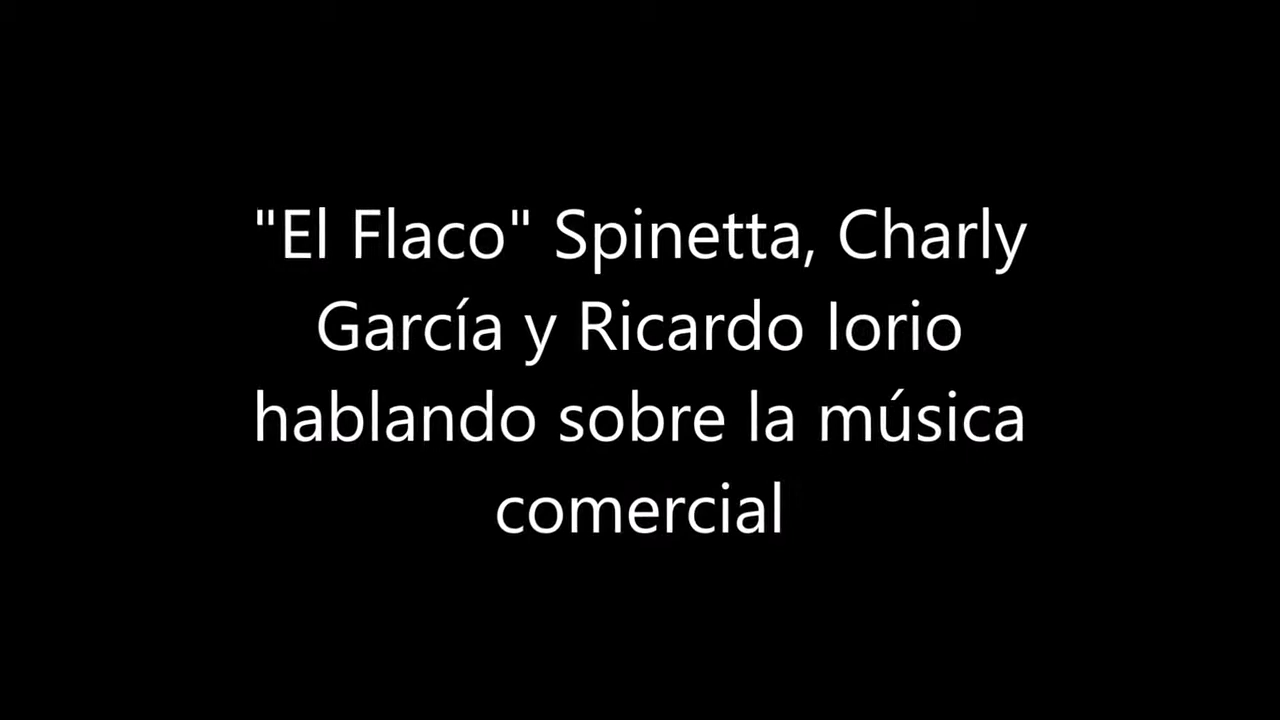 "El Flaco" Spinetta, Charly
García y Ricardo Iorio
hablando sobre la música
comercial